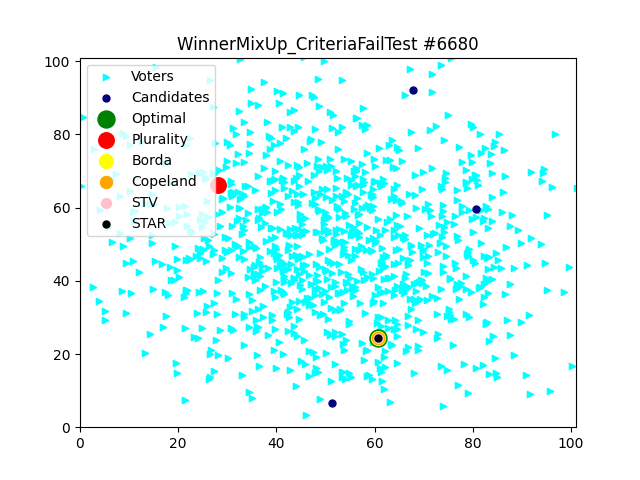 WinnerMixUp_CriteriaFailTest #6680
100
80
60
40
20
0
Voters
Candidates
Optimal
Plurality
Borda
Copeland
STV
STAR
0 20 40 60 80 100